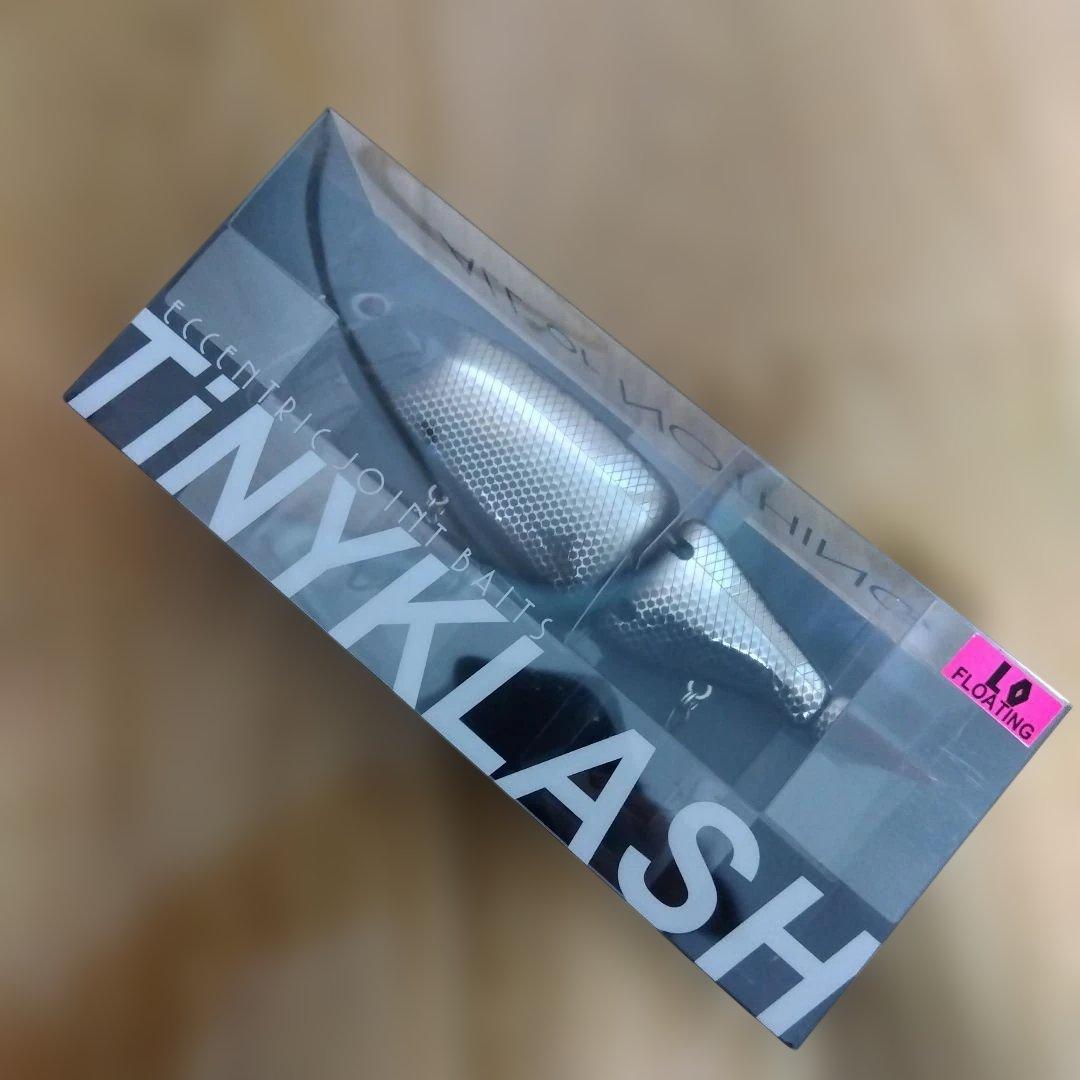 ECCENTRIC JOINT BAITS
TiNYKLASH
LO
FLOATING